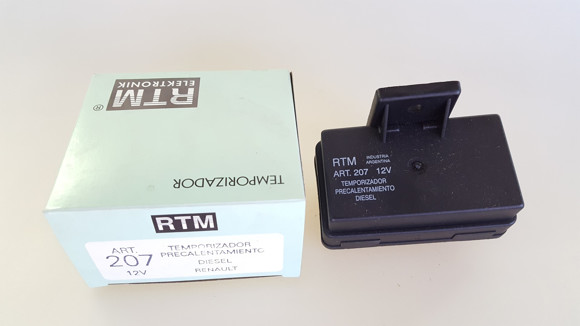 RTM
ELEKTRONIK
®
TEMPORIZADOR
RTM
ART.
207
12V
TEMPORIZADOR
PRECALENTAMIENTO
DIESEL
RENAULT
RTM INDUSTRIA
ARGENTINA
ART. 207 12V
TEMPORIZADOR
PRECALENTAMIENTO
DIESEL